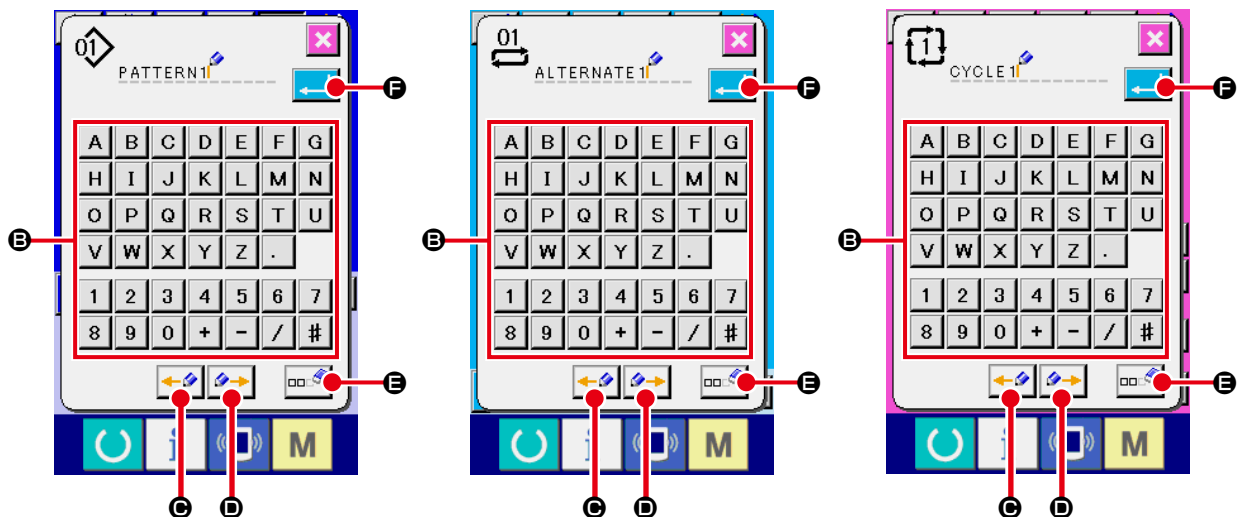 01
PATTERN1
F
A B C D E F G
H I J K L M N
O P Q R S T U
V W X Y Z .
1 2 3 4 5 6 7
8 9 0 + - / #
B
E
i M
C D
01
ALTERNATE1
F
A B C D E F G
H I J K L M N
O P Q R S T U
V W X Y Z .
1 2 3 4 5 6 7
8 9 0 + - / #
B
E
i M
C D
1
CYCLE1
F
A B C D E F G
H I J K L M N
O P Q R S T U
V W X Y Z .
1 2 3 4 5 6 7
8 9 0 + - / #
B
E
i M
C D